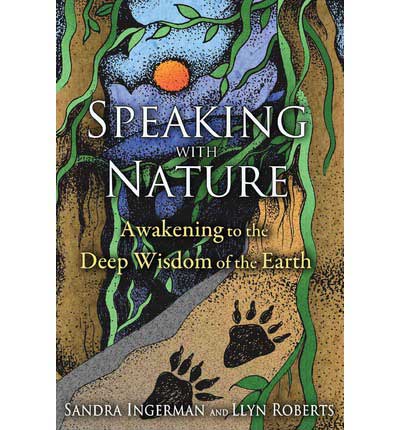 SPEAKING
WITH
NATURE
Awakening to the
Deep Wisdom of the Earth
SANDRA INGERMAN AND LLYN ROBERTS